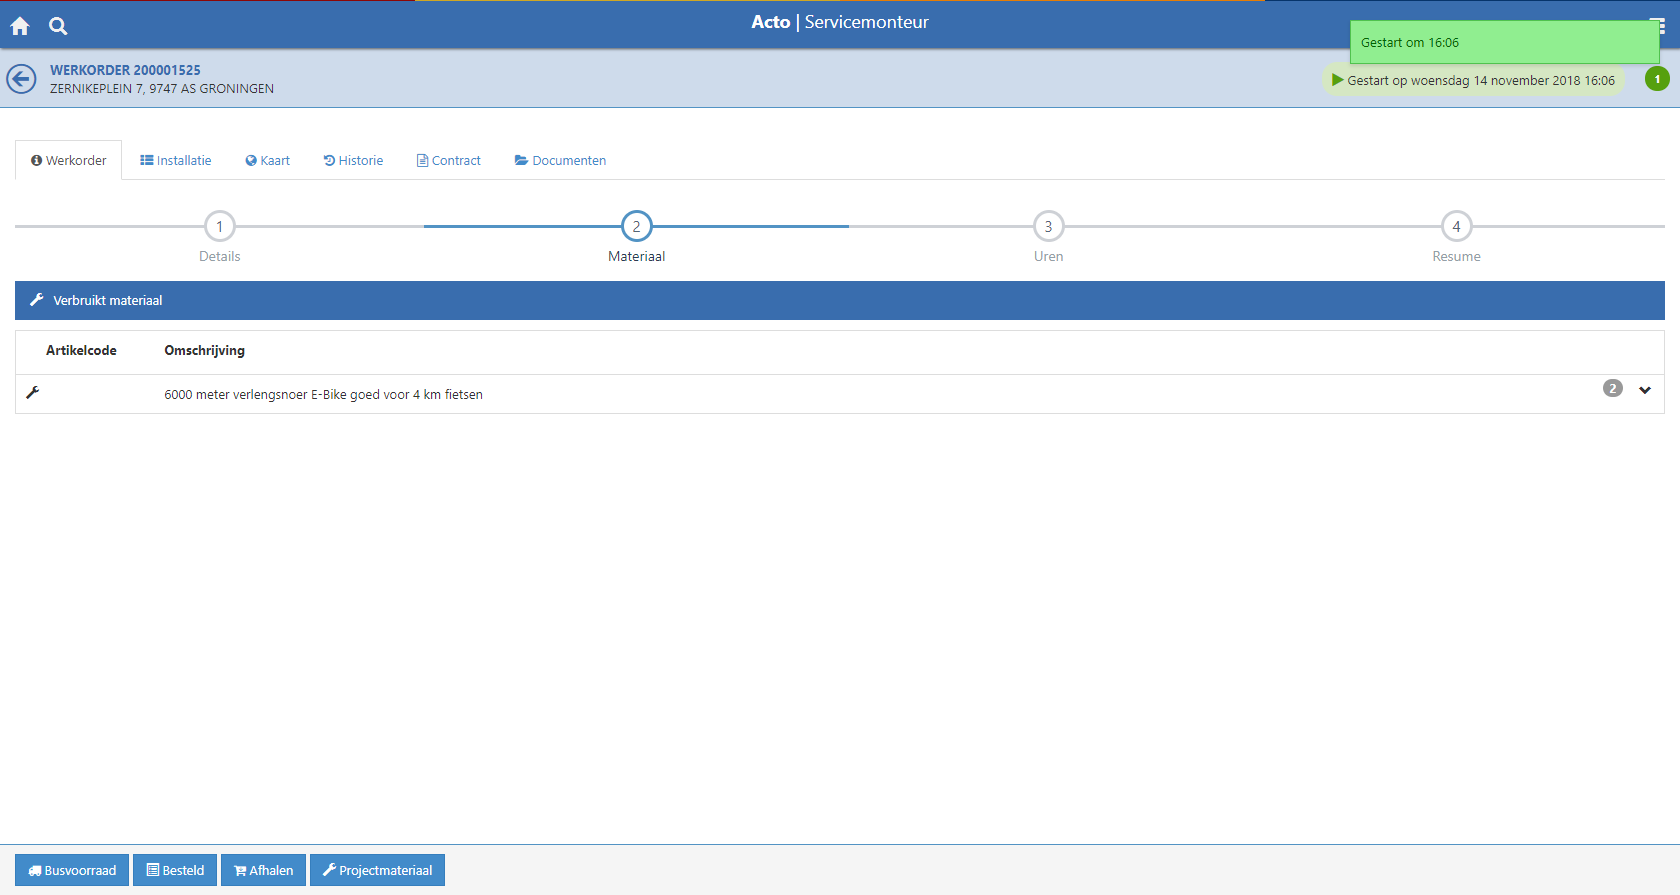 Acto | Servicemonteur
Gestart om 16:06
WERKORDER 200001525
ZERNIKEPLEIN 7, 9747 AS GRONINGEN
Gestart op woensdag 14 november 2018 16:06
1
Werkorder
Installatie
Kaart
Historie
Contract
Documenten
1
Details
2
Materiaal
3
Uren
4
Resume
Verbruikt materiaal
Artikelcode
Omschrijving
6000 meter verlengsnoer E-Bike goed voor 4 km fietsen
2
Busvoorraad
Besteld
Afhalen
Projectmateriaal